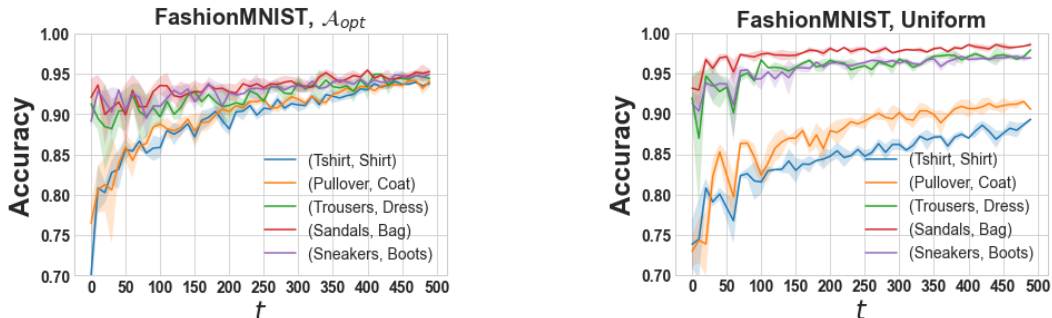 FashionMNIST, 𝒜opt
Accuracy
1.00
0.95
0.90
0.85
0.80
0.75
0.70
(Tshirt, Shirt)
(Pullover, Coat)
(Trousers, Dress)
(Sandals, Bag)
(Sneakers, Boots)
0 50 100 150 200 250 300 350 400 450 500
t
FashionMNIST, Uniform
Accuracy
1.00
0.95
0.90
0.85
0.80
0.75
0.70
(Tshirt, Shirt)
(Pullover, Coat)
(Trousers, Dress)
(Sandals, Bag)
(Sneakers, Boots)
0 50 100 150 200 250 300 350 400 450 500
t